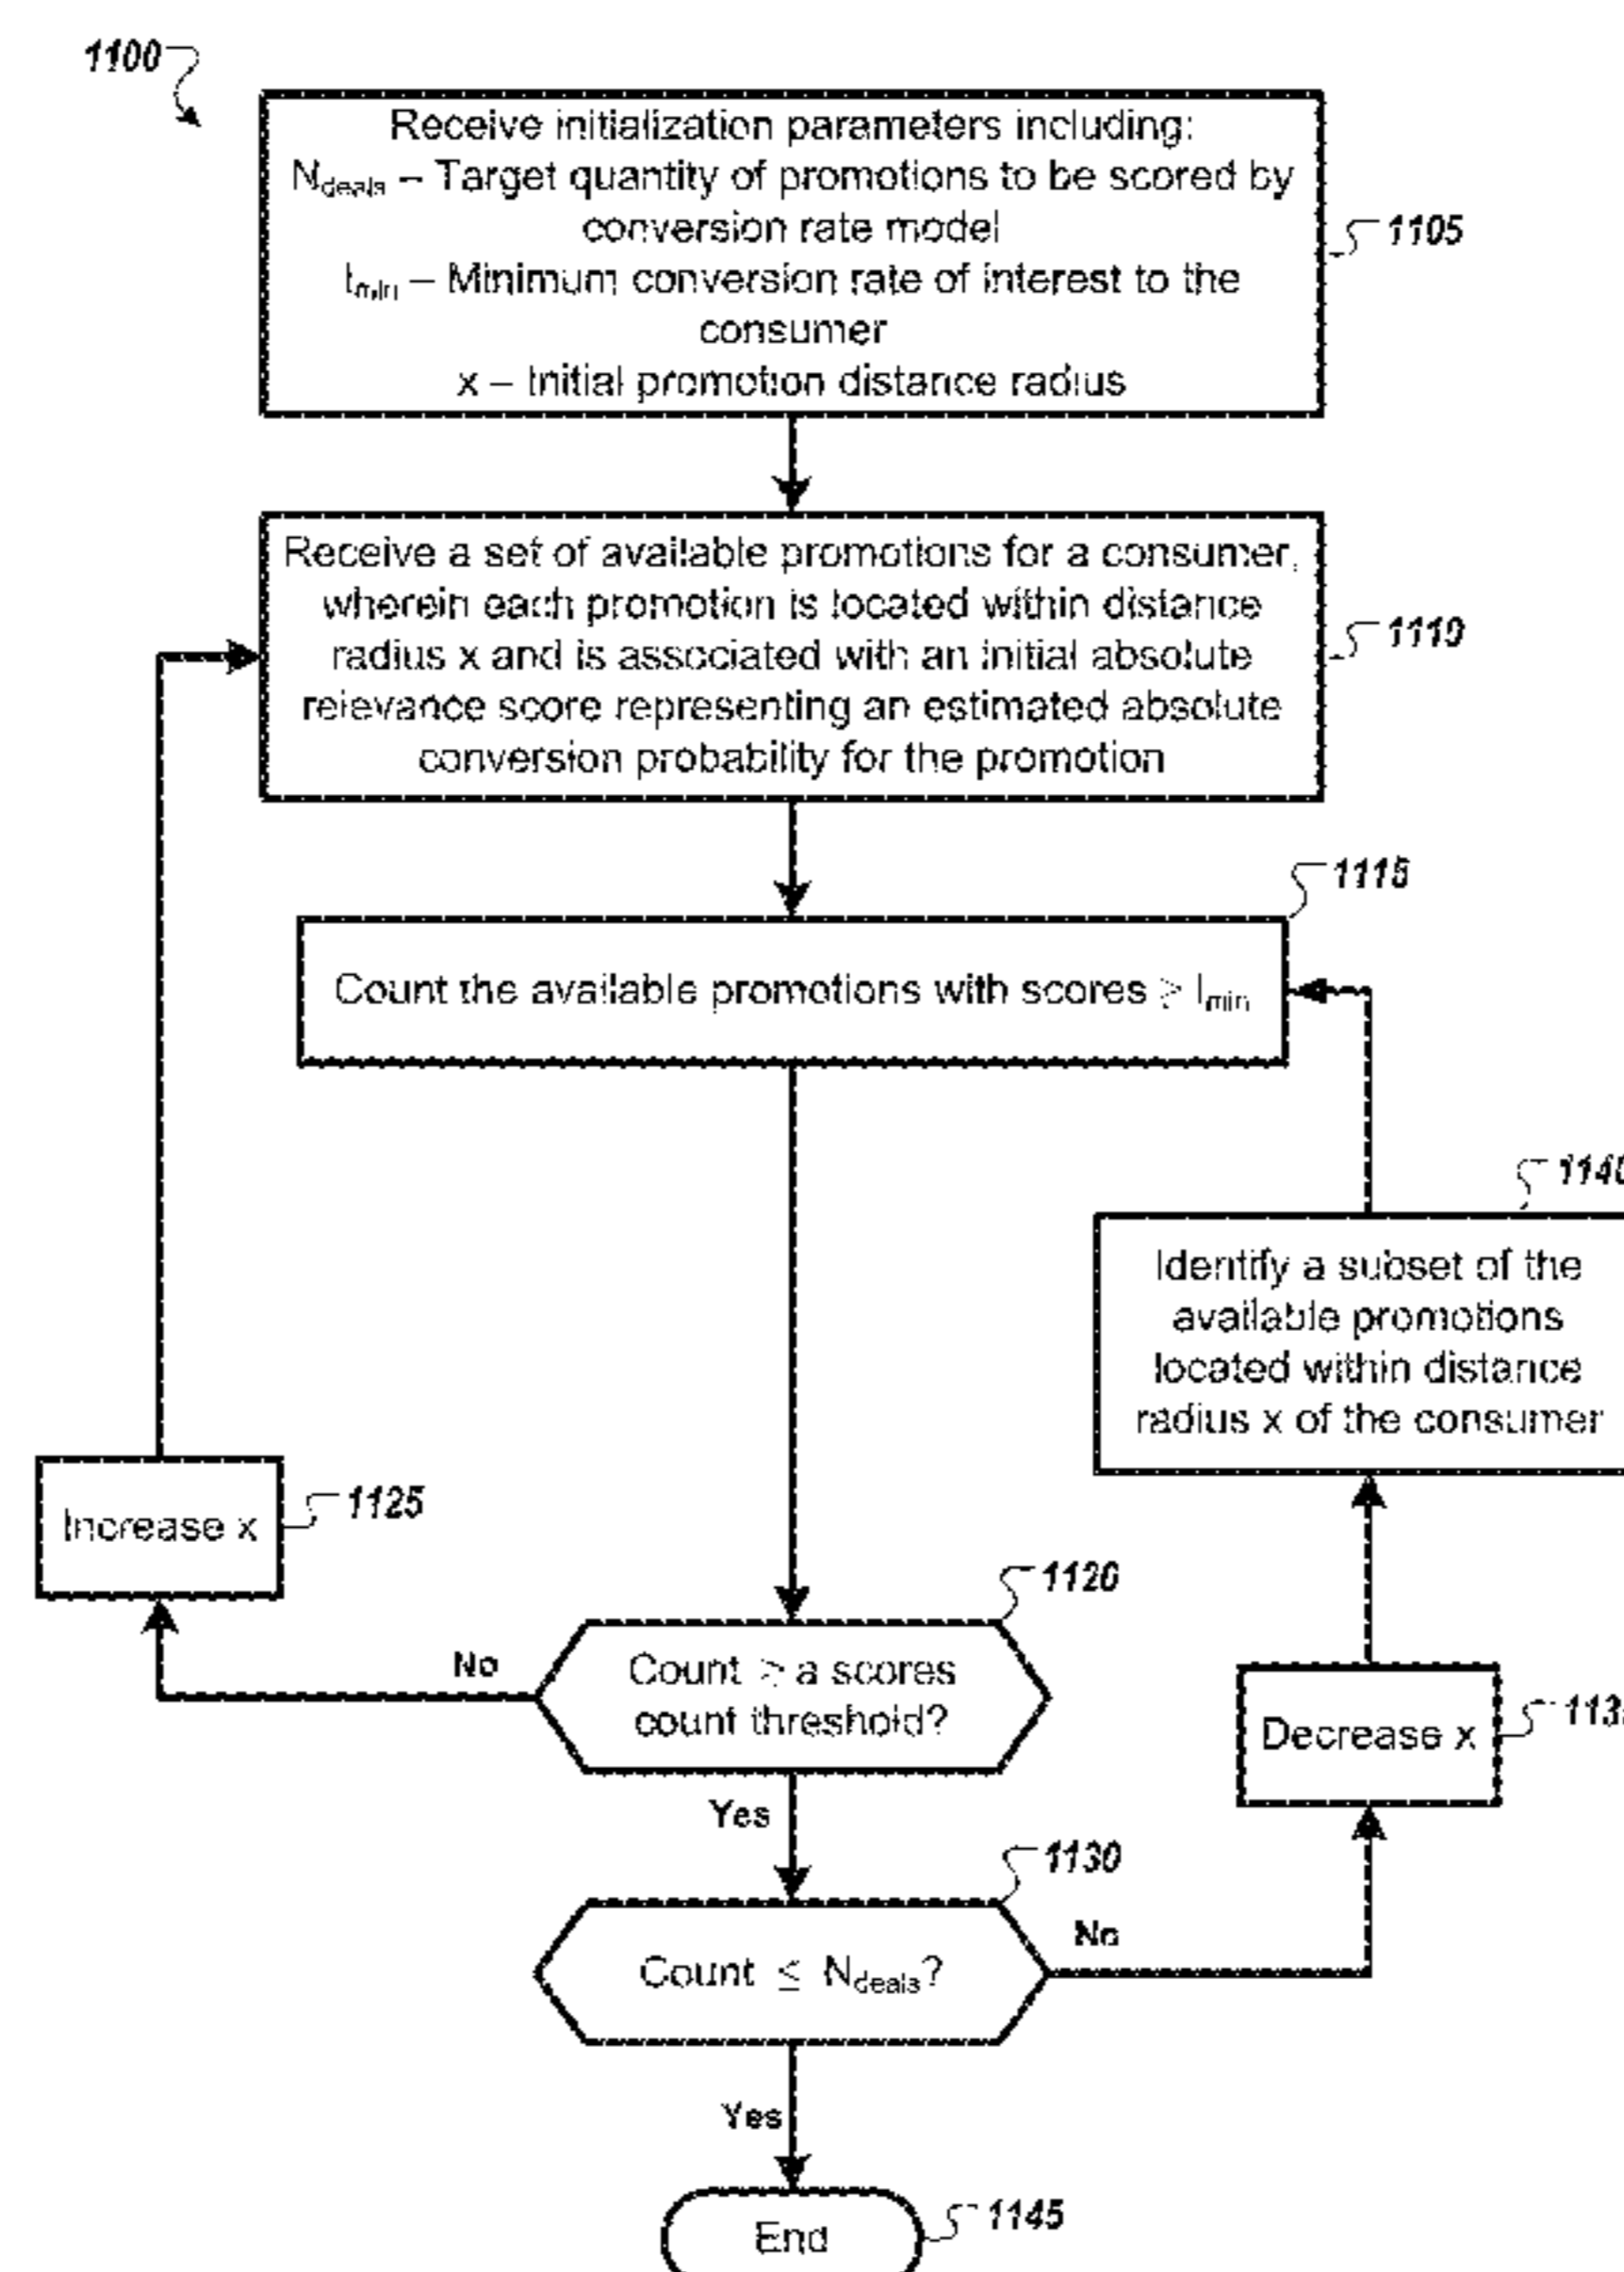 1100
Receive initialization parameters including:
N_deals – Target quantity of promotions to be scored by
conversion rate model
I_min – Minimum conversion rate of interest to the
consumer
x – Initial promotion distance radius
1105
Receive a set of available promotions for a consumer,
wherein each promotion is located within distance
radius x and is associated with an initial absolute
relevance score representing an estimated absolute
conversion probability for the promotion
1110
1115
Count the available promotions with scores ≥ I_min
1140
Identify a subset of the
available promotions
located within distance
radius x of the consumer
Increase x
1125
1120
No
Count ≥ a scores
count threshold?
Decrease x
113
Yes
1130
No
Count ≤ N_deals?
Yes
End
1145